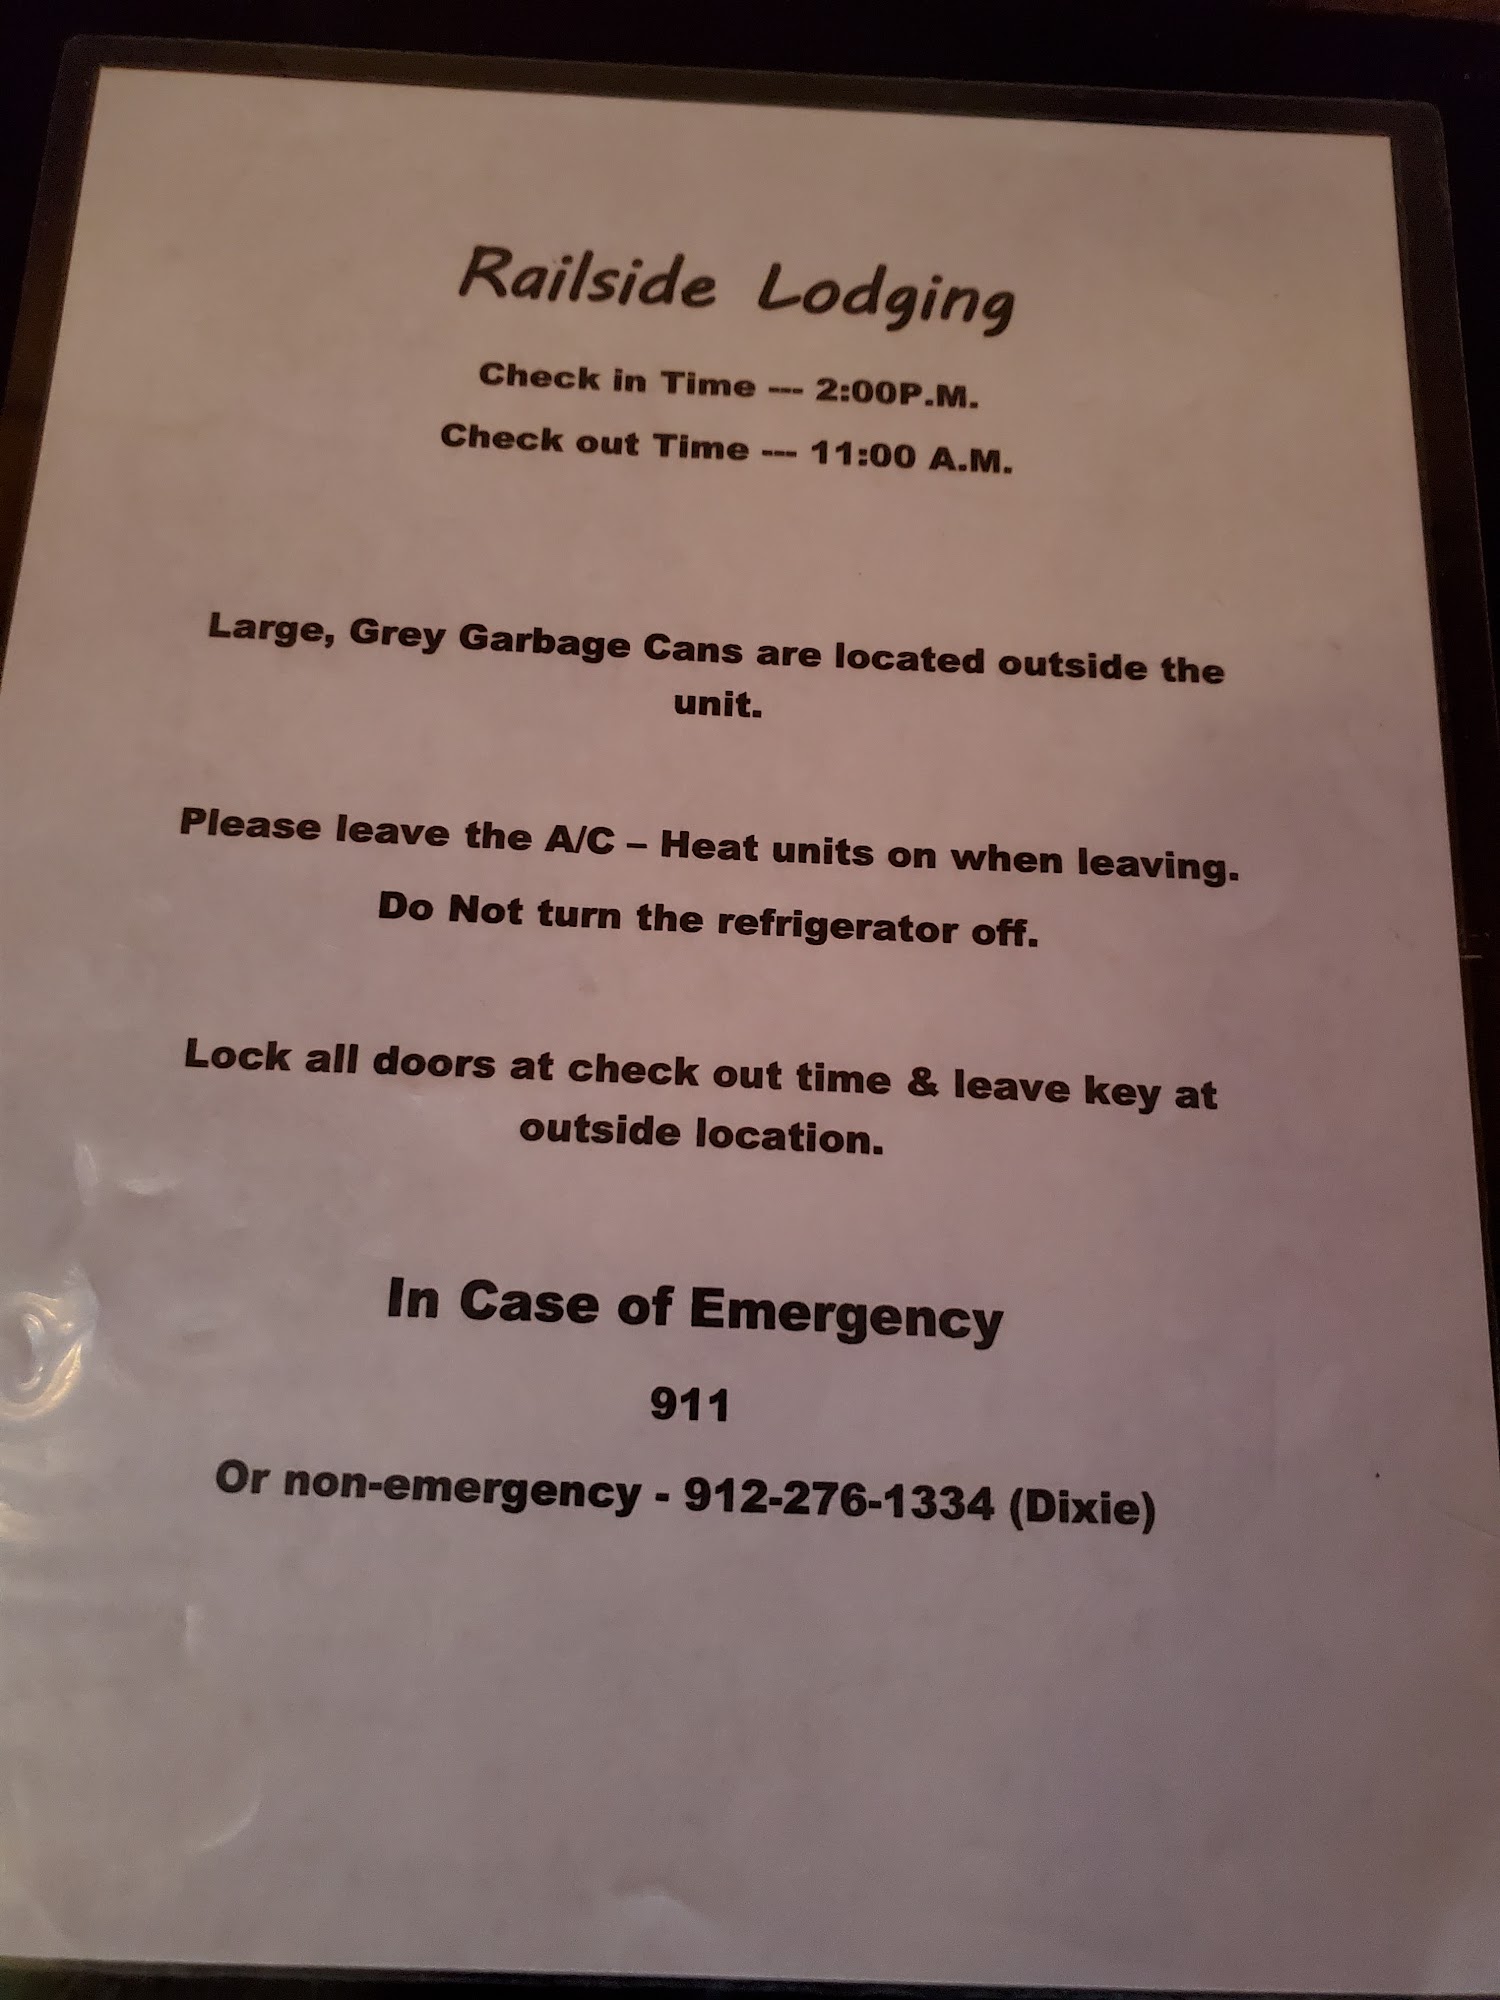 Railside Lodging
Check in Time --- 2:00P.M.
Check out Time --- 11:00 A.M.
Large, Grey Garbage Cans are located outside the
unit.
Please leave the A/C – Heat units on when leaving.
Do Not turn the refrigerator off.
Lock all doors at check out time & leave key at
outside location.
In Case of Emergency
911
Or non-emergency - 912-276-1334 (Dixie)